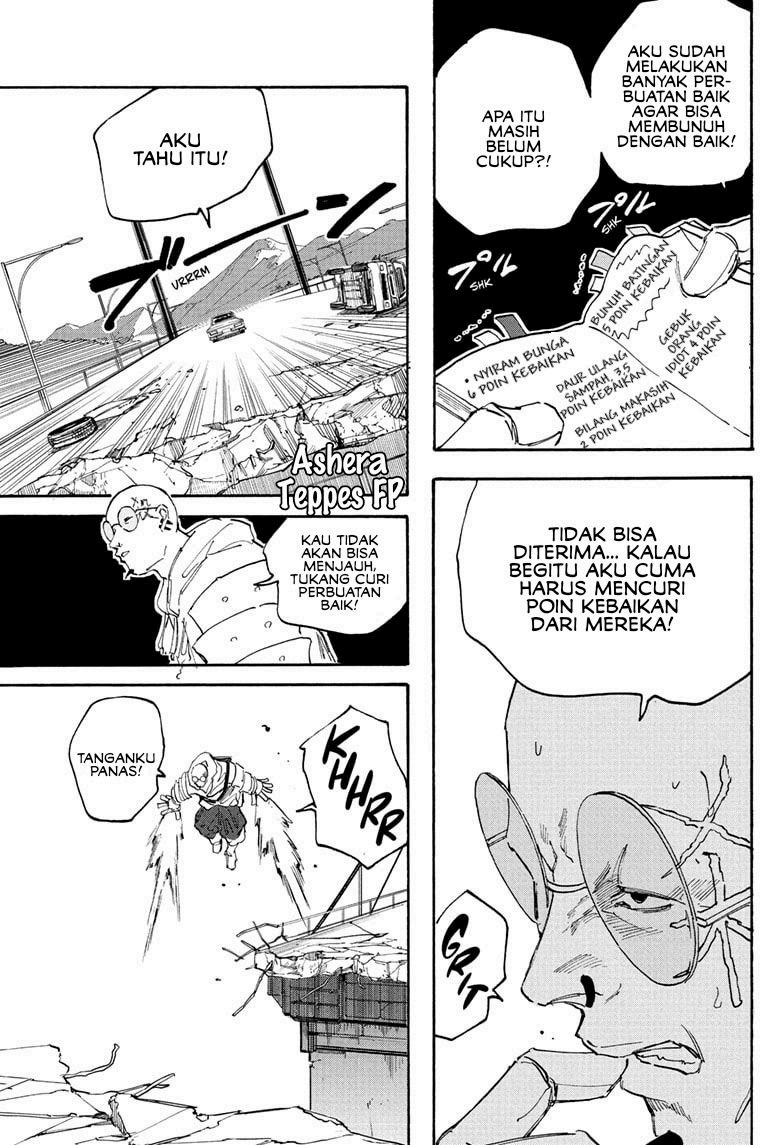 AKU SUDAH
MELAKUKAN
BANYAK PER-
BUATAN BAIK
AGAR BISA
MEMBUNUH
DENGAN BAIK!
APA ITU
MASIH
BELUM
CUKUP?!
プルル
SHK
プルル
SHK
BUNUH BAJINGAN
5 POIN KEBAIKAN
• NYIRAM BUNGA
6 POIN KEBAIKAN
DAUR ULANG
SAMPAH, 3,5
POIN KEBAIKAN
GEBUK
ORANG
IDIOT 4 POIN
KEBAIKAN
BILANG MAKASIH
2 POIN KEBAIKAN
TIDAK BISA
DITERIMA... KALAU
BEGITU AKU CUMA
HARUS MENCURI
POIN KEBAIKAN
DARI MEREKA!
GRIT
AKU
TAHU ITU!
ブーン
VRRRM
Ashera
Teppes FP
KAU TIDAK
AKAN BISA
MENJAUH,
TUKANG CURI
PERBUATAN
BAIK!
KHHRR
TANGANKU
PANAS!